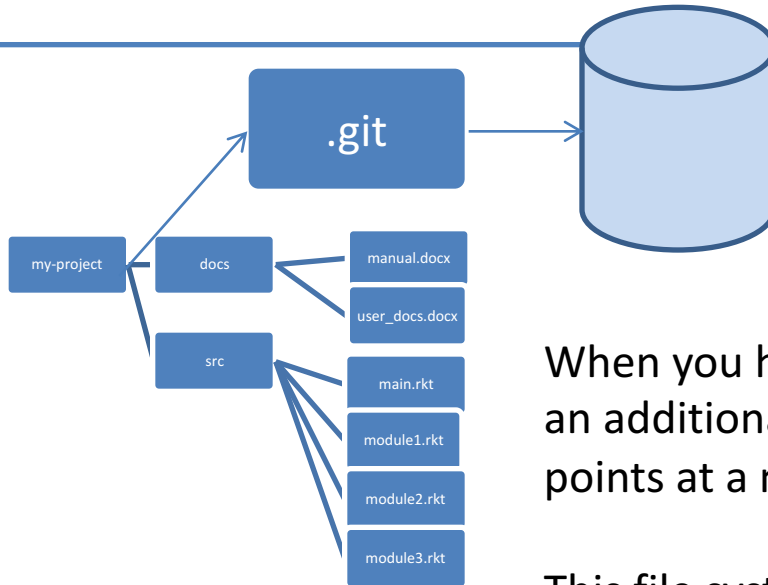 .git
my-project
docs
manual.docx
user_docs.docx
src
main.rkt
module1.rkt
module2.rkt
module3.rkt
When you
an additiona
points at a
This file syst